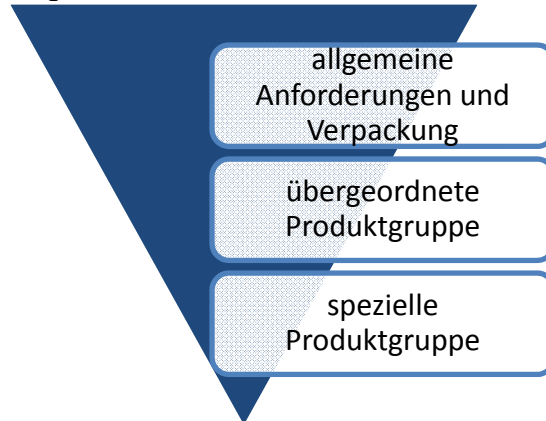 allgemeine
Anforderungen und
Verpackung
übergeordnete
Produktgruppe
spezielle
Produktgruppe